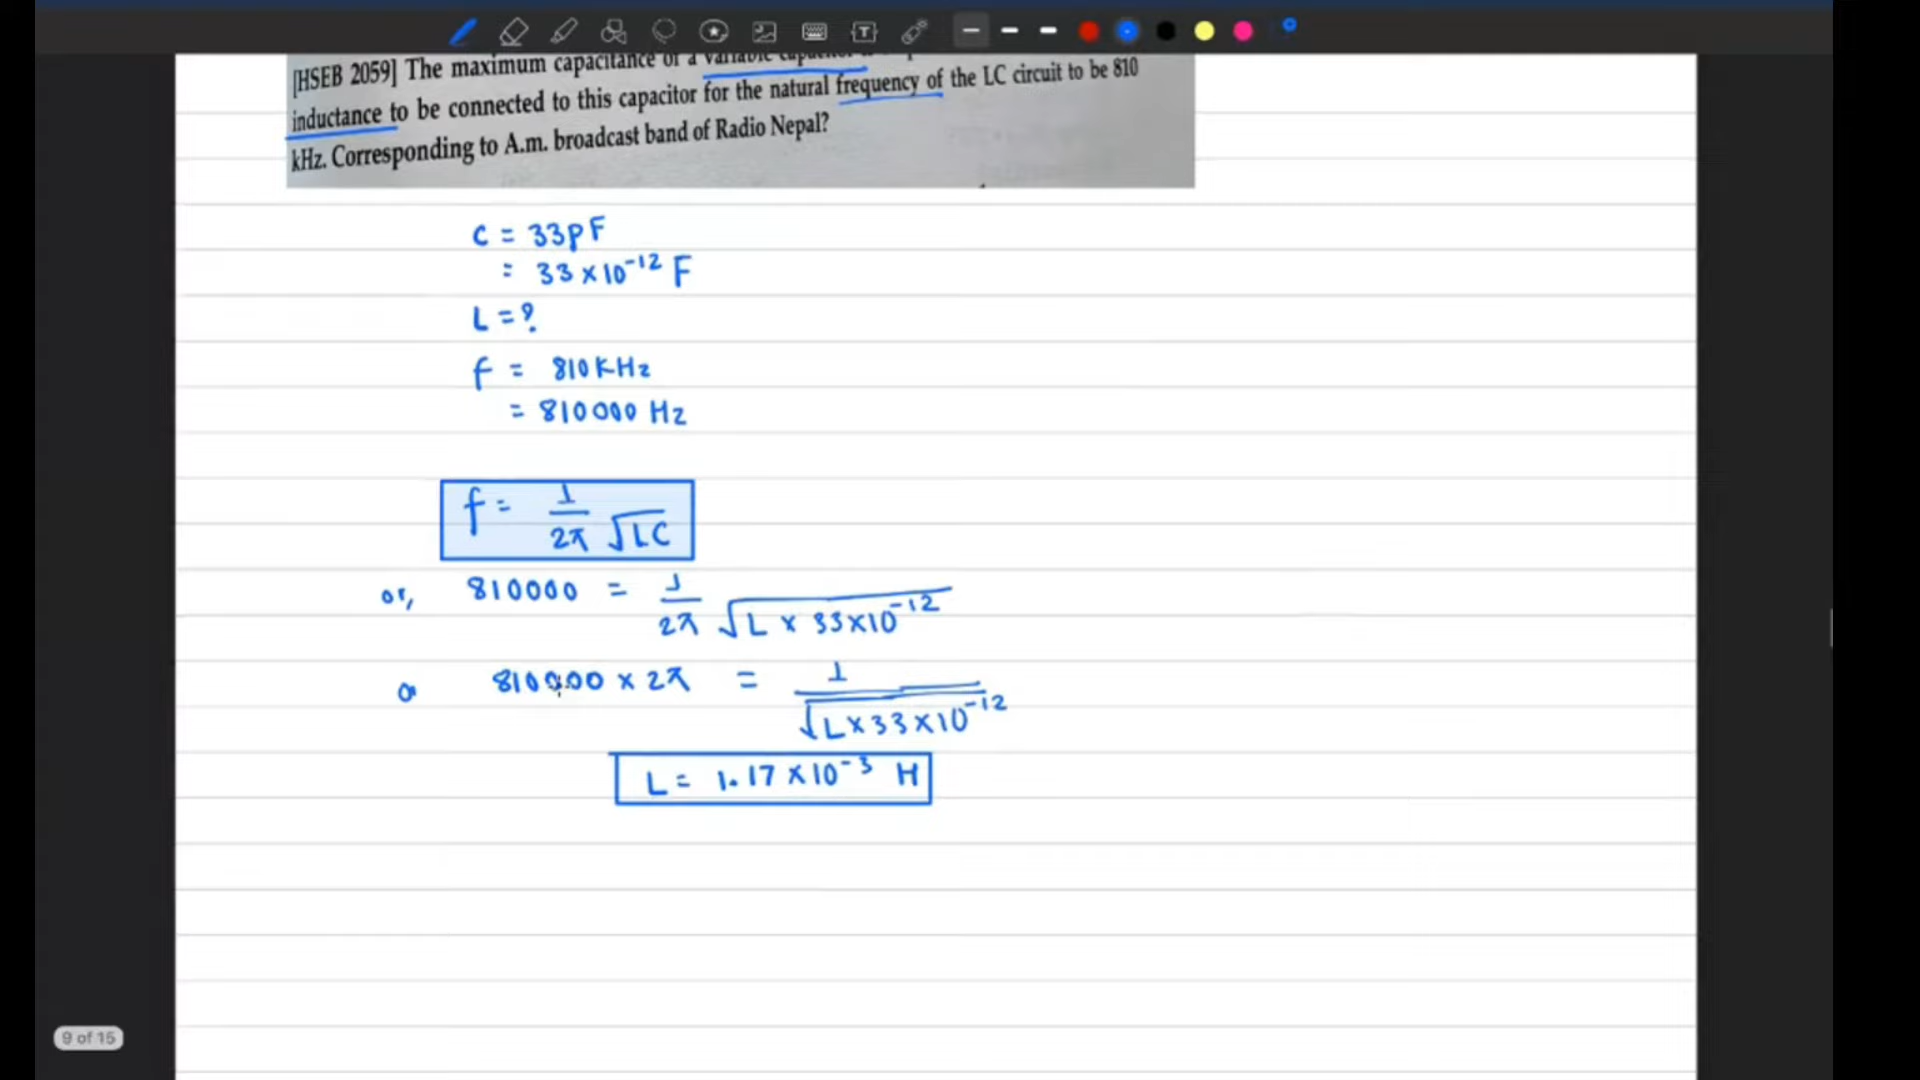 [HSEB 2059] The maximum capacitance of a variable capacitor
inductance to be connected to this capacitor for the natural frequency of the LC circuit to be 810
kHz. Corresponding to A.m. broadcast band of Radio Nepal?
C = 33pF
= 33 × 10⁻¹² F
L = ?
f = 810KHz
= 810000 Hz
f = 1 / 2π √LC
or, 810000 = 1 / 2π √L × 33×10⁻¹²
or 810000 × 2π = 1 / √L×33×10⁻¹²
L = 1.17 ×10⁻³ H
9 of 15